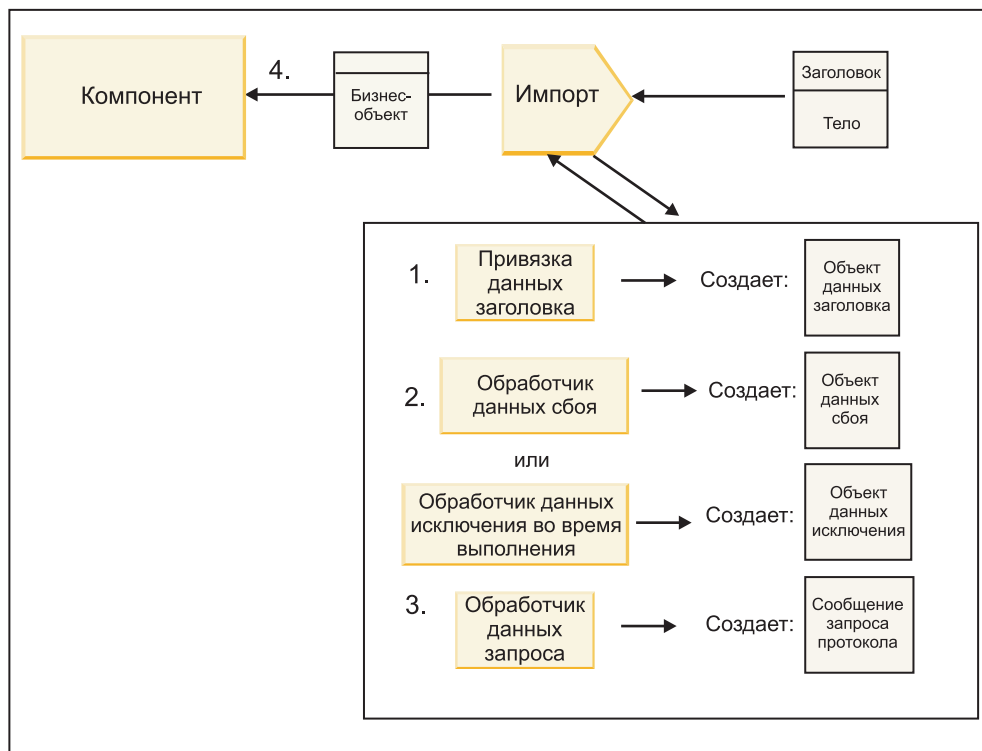 Компонент
4.
Бизнес-
объект
Импорт
Заголовок
Тело
1.
Привязка
данных
заголовка
Создает:
Объект
данных
заголовка
2.
Обработчик
данных сбоя
Создает:
Объект
данных
сбоя
или
Обработчик данных
исключения во время
выполнения
Создает:
Объект
данных
исключения
3.
Обработчик
данных
запроса
Создает:
Сообщение
запроса
протокола